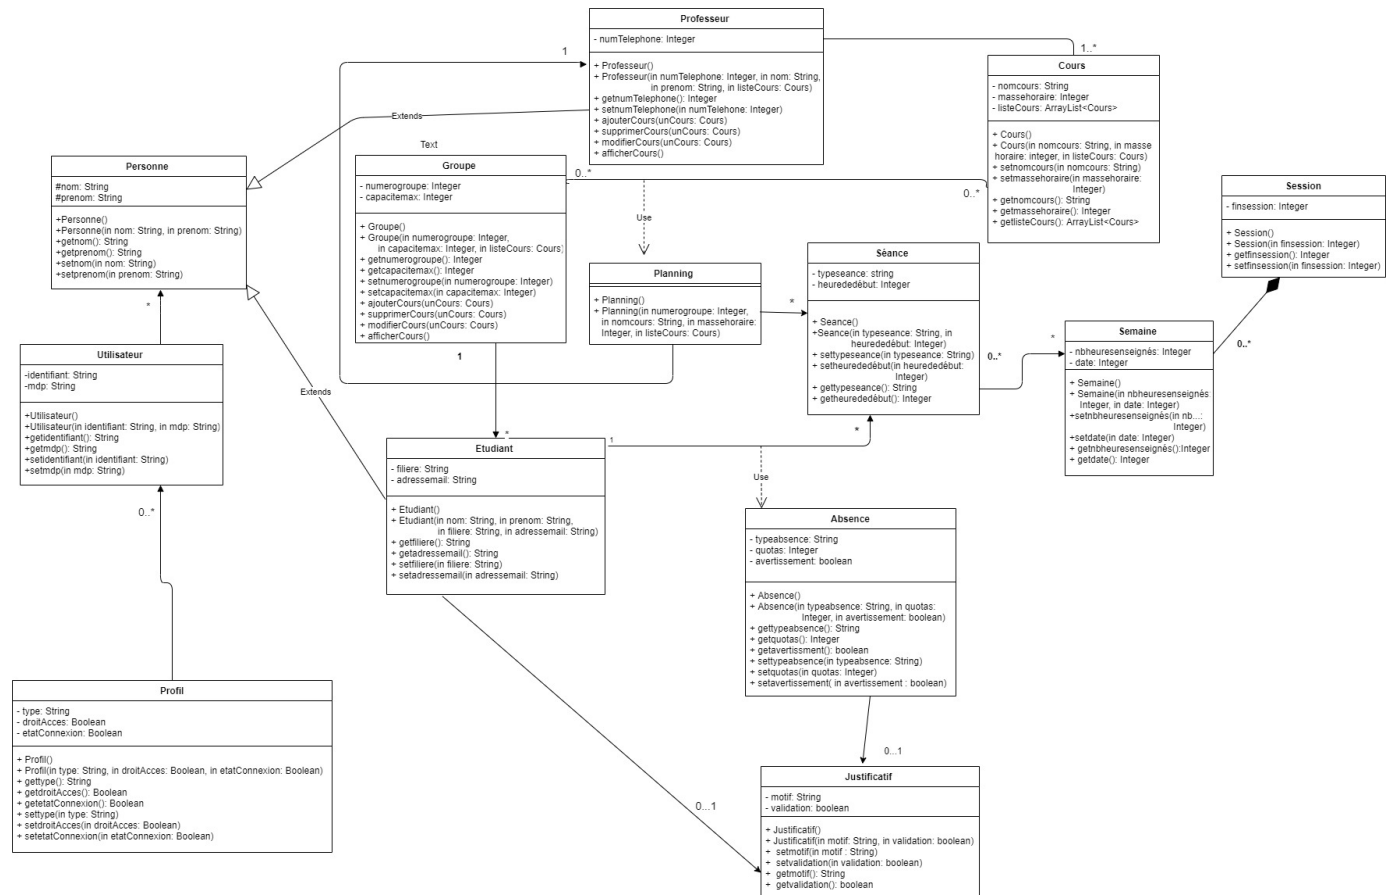 Professeur
- numTelephone: Integer
+ Professeur()
+ Professeur(in numTelephone: Integer, in nom: String,
in prenom: String, in listeCours: Cours)
+ getnumTelephone(): Integer
+ setnumTelephone(in numTelehone: Integer)
+ ajouterCours(unCours: Cours)
+ supprimerCours(unCours: Cours)
+ modifierCours(unCours: Cours)
+ afficherCours()
1
1..*
Cours
- nomcours: String
- massehoraire: Integer
- listeCours: ArrayList<Cours>
+ Cours()
+ Cours(in nomcours: String, in masse
horaire: integer, in listeCours: Cours)
+ setnomcours(in nomcours: String)
+ setmassehoraire(in massehoraire:
Integer)
+ getnomcours(): String
+ getmassehoraire(): Integer
+ getlisteCours(): ArrayList<Cours>
Extends
Text
Personne
#nom: String
#prenom: String
+Personne()
+Personne(in nom: String, in prenom: String)
+getnom(): String
+getprenom(): String
+setnom(in nom: String)
+setprenom(in prenom: String)
Groupe
- numerogroupe: Integer
- capacitemax: Integer
+ Groupe()
+ Groupe(in numerogroupe: Integer,
in capacitemax: Integer, in listeCours: Cours)
+ getnumerogroupe(): Integer
+ getcapacitemax(): Integer
+ setnumerogroupe(in numerogroupe: Integer)
+ setcapacitemax(in capacitemax: Integer)
+ ajouterCours(unCours: Cours)
+ supprimerCours(unCours: Cours)
+ modifierCours(unCours: Cours)
+ afficherCours()
0..*
0..*
Use
Session
- finsession: Integer
+ Session()
+ Session(in finsession: Integer)
+ getfinsession(): Integer
+ setfinsession(in finsession: Integer)
Planning
+ Planning()
+ Planning(in numerogroupe: Integer,
in nomcours: String, in massehoraire:
Integer, in listeCours: Cours)
*
Séance
- typeseance: string
- heurededébut: Integer
+ Seance()
+Seance(in typeseance: String, in
heurededébut: Integer)
+ settypeseance(in typeseance: String)
+ setheurededébut(in heurededébut:
Integer)
+ gettypeseance(): String
+ getheurededébut(): Integer
0..*
*
Semaine
- nbheuresenseignés: Integer
- date: Integer
+ Semaine()
+ Semaine(in nbheuresenseignés:
Integer, in date: Integer)
+setnbheuresenseignés(in nb...:
Integer)
+setdate(in date: Integer)
+ getnbheuresenseignés():Integer
+ getdate(): Integer
0..*
*
Utilisateur
-identifiant: String
-mdp: String
+Utilisateur()
+Utilisateur(in identifiant: String, in mdp: String)
+getidentifiant(): String
+getmdp(): String
+setidentifiant(in identifiant: String)
+setmdp(in mdp: String)
Extends
1
*
Etudiant
- filiere: String
- adressemail: String
+ Etudiant()
+ Etudiant(in nom: String, in prenom: String,
in filiere: String, in adressemail: String)
+ getfiliere(): String
+ getadressemail(): String
+ setfiliere(in filiere: String)
+ setadressemail(in adressemail: String)
1
*
Use
0..*
Absence
- typeabsence: String
- quotas: Integer
- avertissement: boolean
+ Absence()
+ Absence(in typeabsence: String, in quotas:
Integer, in avertissement: boolean)
+ gettypeabsence(): String
+ getquotas(): Integer
+ getavertissment(): boolean
+ settypeabsence(in typeabsence: String)
+ setquotas(in quotas: Integer)
+ setavertissement( in avertissement : boolean)
Profil
- type: String
- droitAcces: Boolean
- etatConnexion: Boolean
+ Profil()
+ Profil(in type: String, in droitAcces: Boolean, in etatConnexion: Boolean)
+ gettype(): String
+ getdroitAcces(): Boolean
+ getetatConnexion(): Boolean
+ settype(in type: String)
+ setdroitAcces(in droitAcces: Boolean)
+ setetatConnexion(in etatConnexion: Boolean)
0...1
0...1
Justificatif
- motif: String
- validation: boolean
+ Justificatif()
+ Justificatif(in motif: String, in validation: boolean)
+ setmotif(in motif : String)
+ setvalidation(in validation: boolean)
+ getmotif(): String
+ getvalidation(): boolean